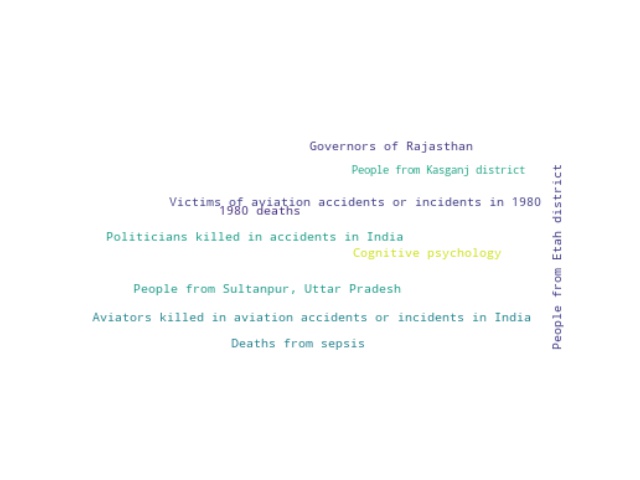 Governors of Rajasthan
People from Kasganj district
Victims of aviation accidents or incidents in 1980
1980 deaths
Politicians killed in accidents in India
Cognitive psychology
People from Sultanpur, Uttar Pradesh
Aviators killed in aviation accidents or incidents in India
Deaths from sepsis
People from Etah district